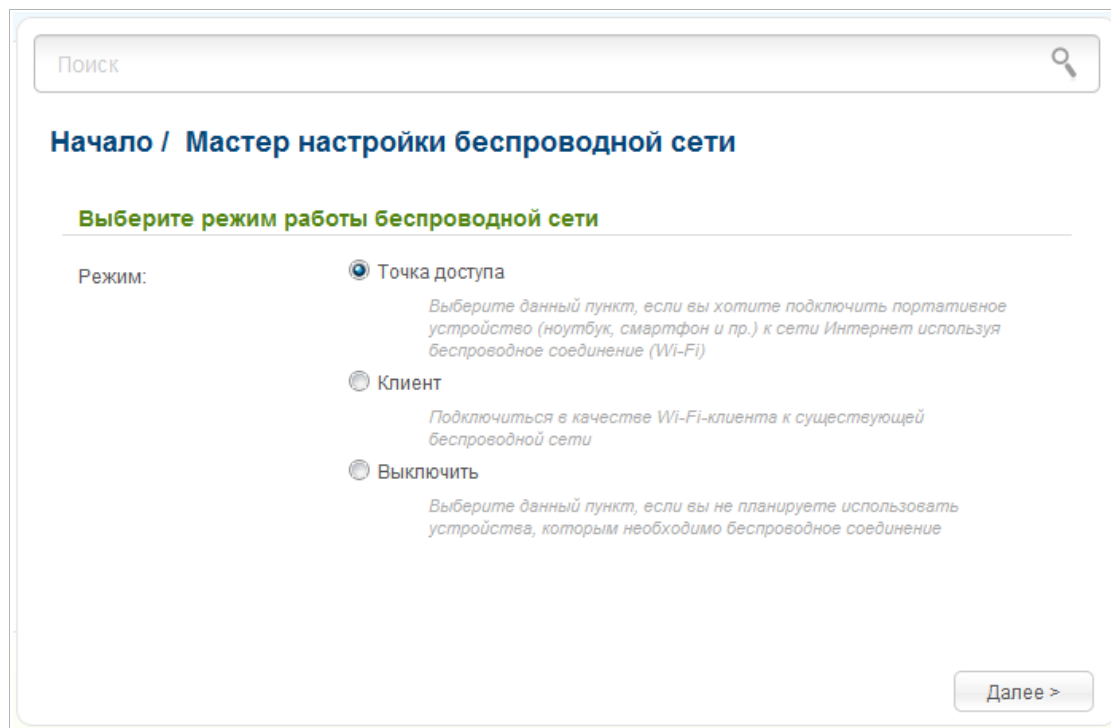 Поиск
Начало / Мастер настройки беспроводной сети
Выберите режим работы беспроводной сети
Режим:
Точка доступа
Выберите данный пункт, если вы хотите подключить портативное
устройство (ноутбук, смартфон и пр.) к сети Интернет используя
беспроводное соединение (Wi-Fi)
Клиент
Подключиться в качестве Wi-Fi-клиента к существующей
беспроводной сети
Выключить
Выберите данный пункт, если вы не планируете использовать
устройства, которым необходимо беспроводное соединение
Далее >